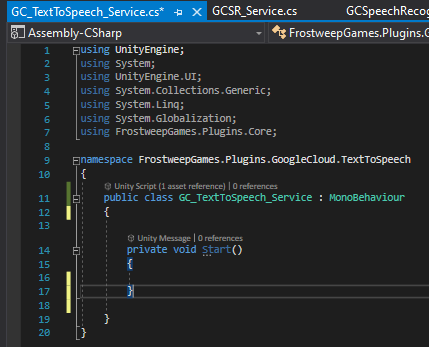 GC_TextToSpeech_Service.cs*
GCSR_Service.cs
GCSpeechRecog
Assembly-CSharp
FrostweepGames.Plugins.G
1 using UnityEngine;
2 using System;
3 using UnityEngine.UI;
4 using System.Collections.Generic;
5 using System.Linq;
6 using System.Globalization;
7 using FrostweepGames.Plugins.Core;
8
9 namespace FrostweepGames.Plugins.GoogleCloud.TextToSpeech
10 {
Unity Script (1 asset reference) | 0 references
11 public class GC_TextToSpeech_Service : MonoBehaviour
12 {
13
Unity Message | 0 references
14 private void Start()
15 {
16
17 }
18
19 }
20 }